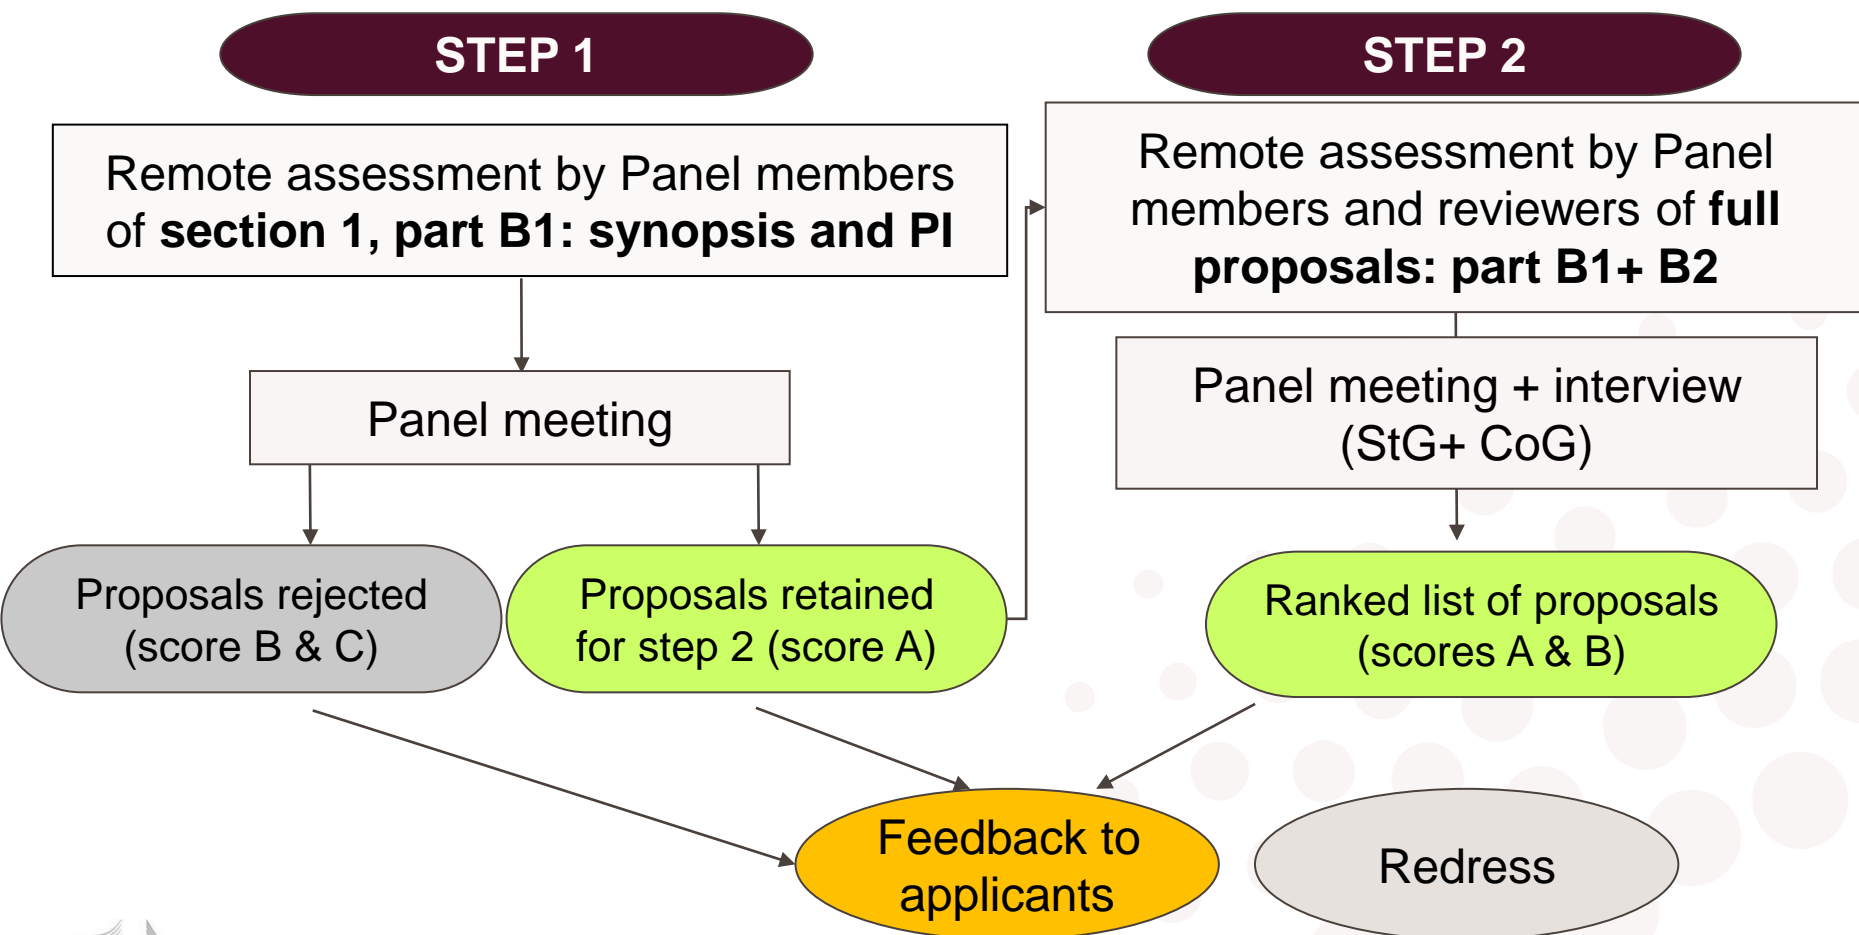 STEP 1
Remote assessment by Panel members
of section 1, part B1: synopsis and PI
Panel meeting
Proposals rejected
(score B & C)
Proposals retained
for step 2 (score A)
STEP 2
Remote assessment by Panel
members and reviewers of full
proposals: part B1+ B2
Panel meeting + interview
(StG+ CoG)
Ranked list of proposals
(scores A & B)
Feedback to
applicants
Redress